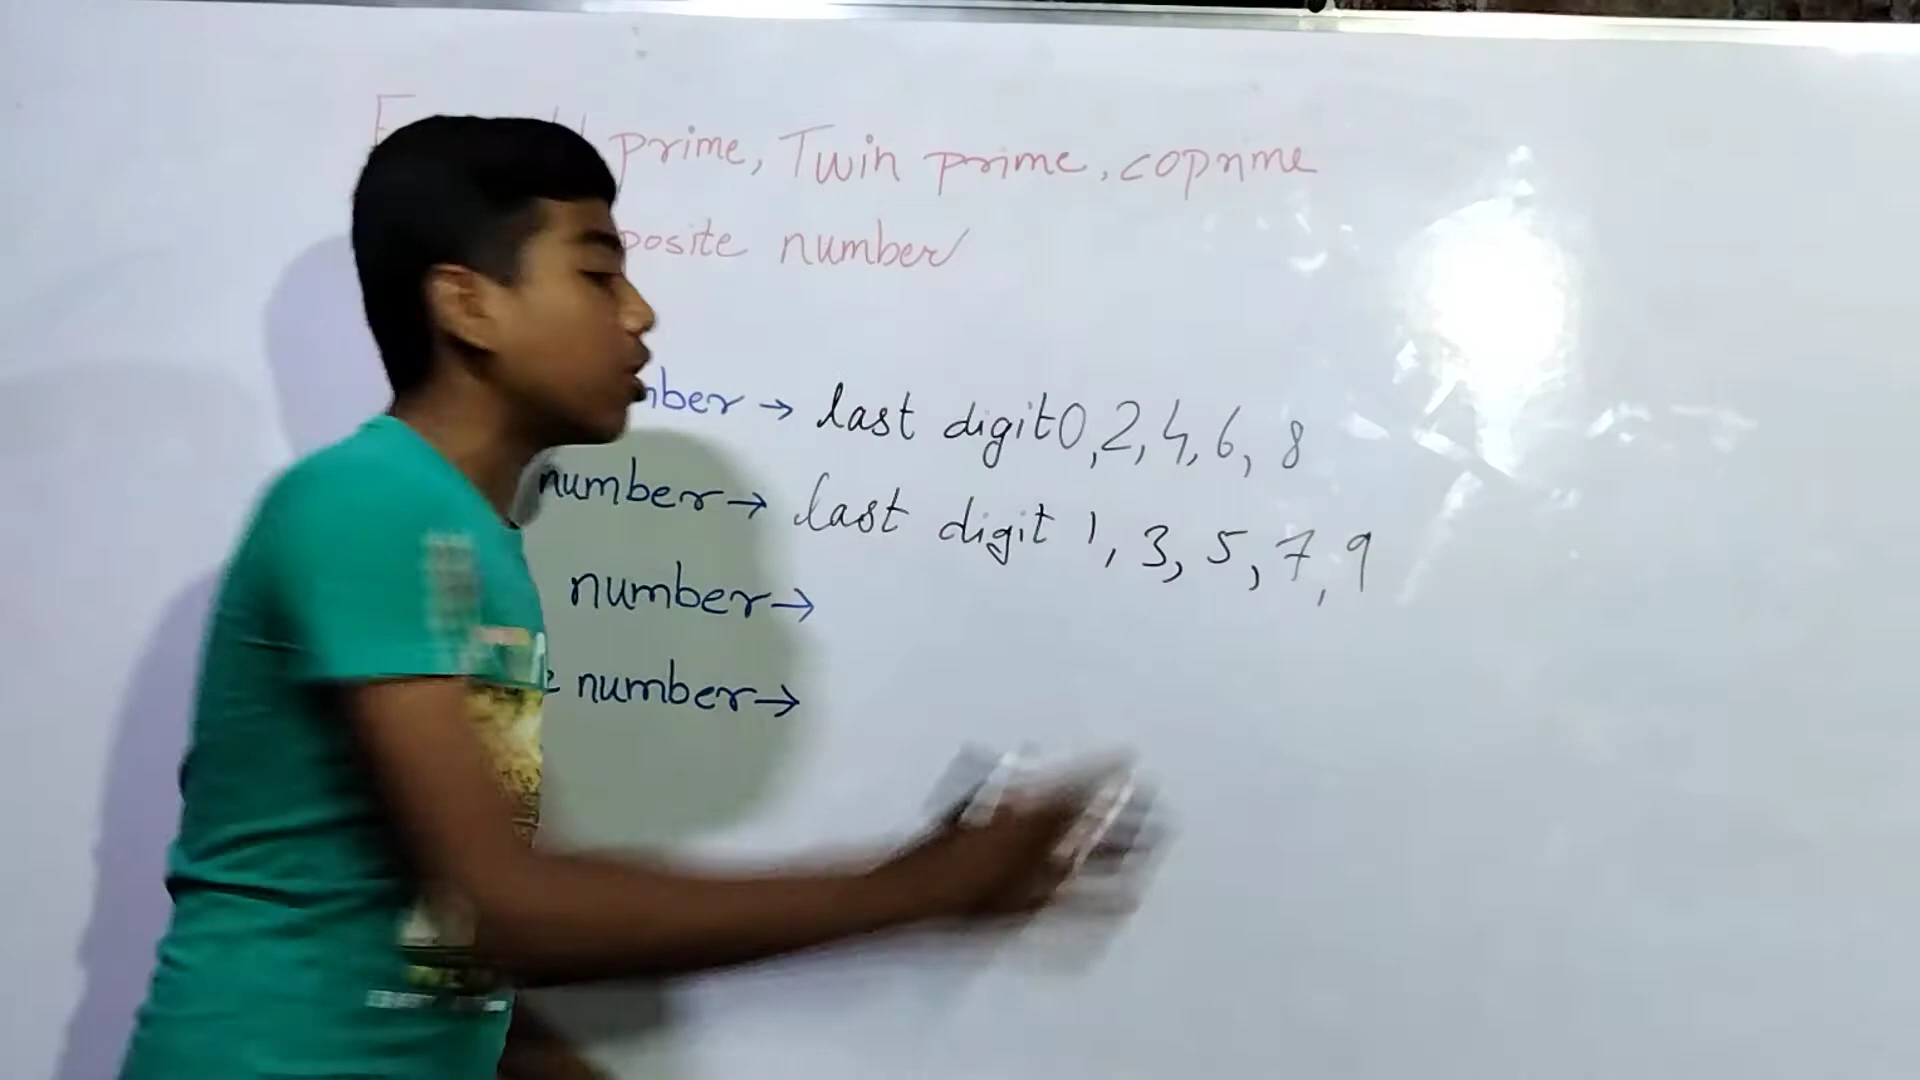 prime, Twin prime, coprime
posite number
mber → last digit 0, 2, 4, 6, 8
number → last digit 1, 3, 5, 7, 9
number →
number →